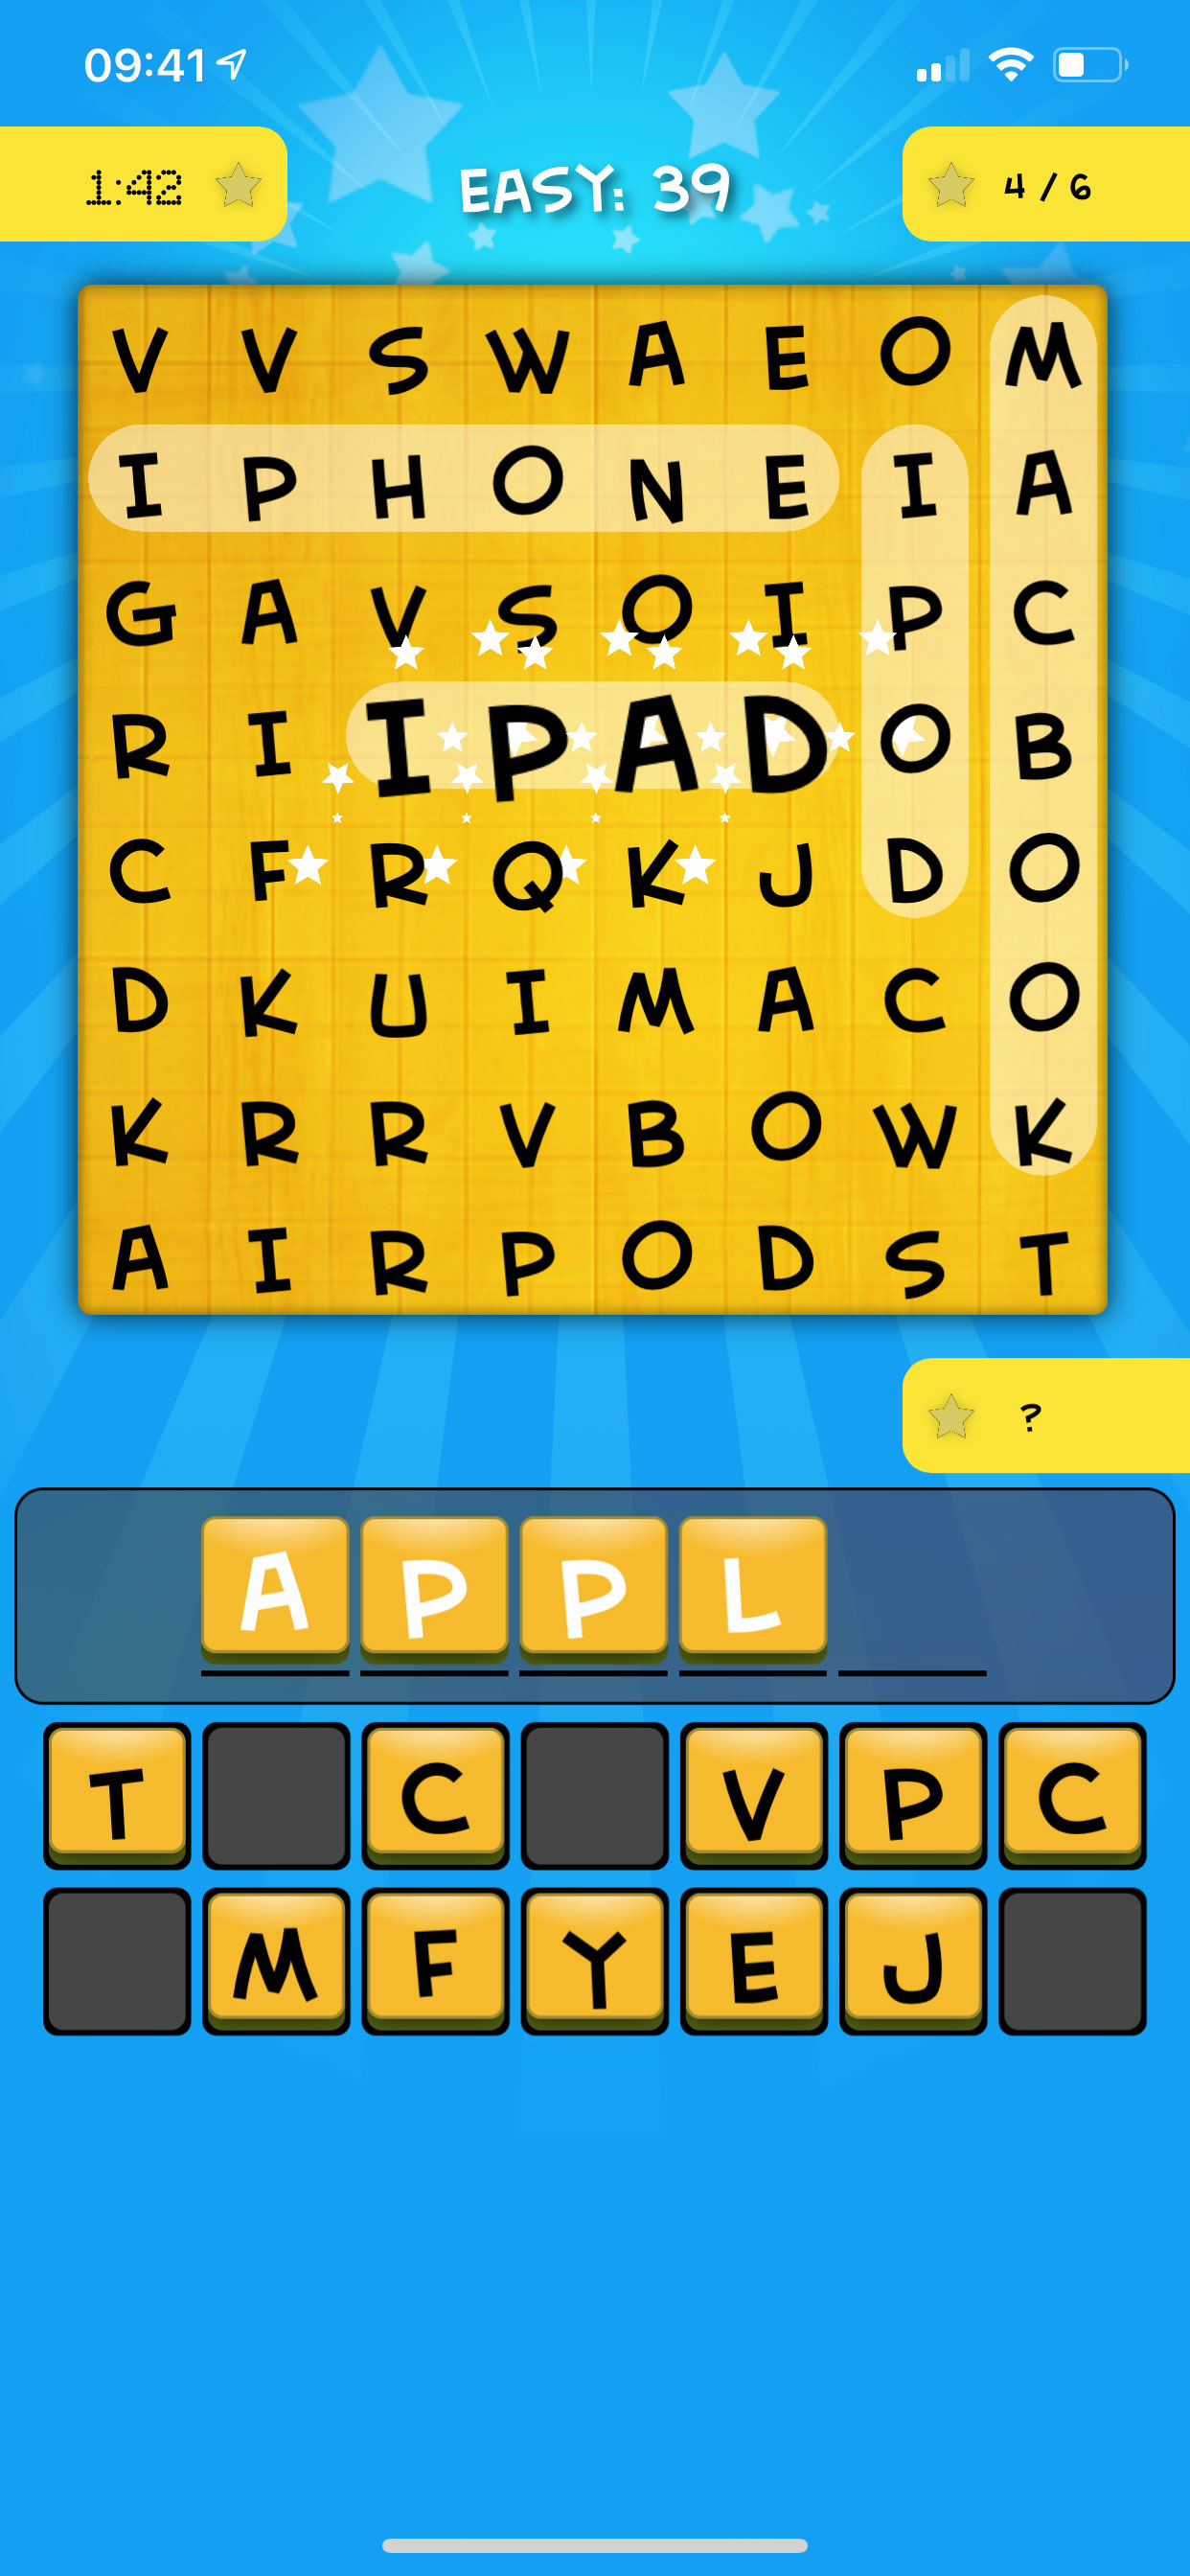 09:41
1:42
EASY: 39
4 / 6
V V S W A E O M
I P H O N E I A
G A V S O I P C
R I I P A D O B
C F R Q K J D O
D K U I M A C O
K R R V B O W K
A I R P O D S T
?
A P P L
T C V P C
M F Y E J